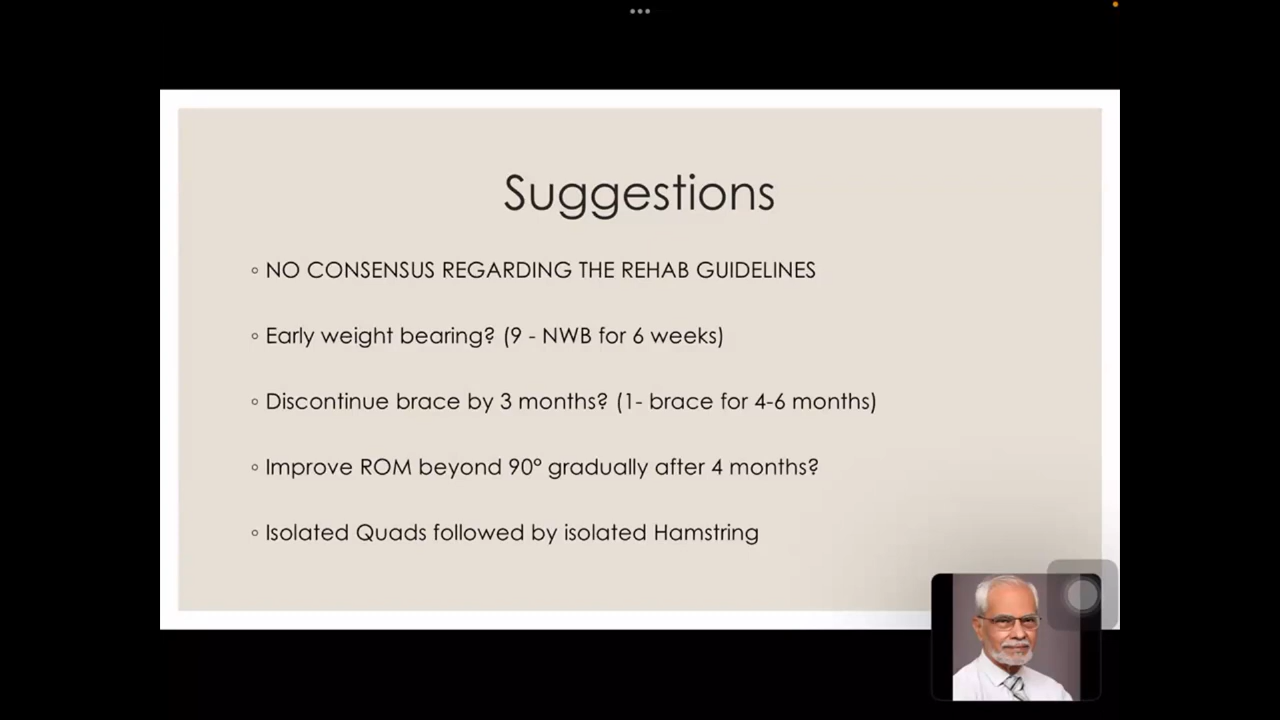 Suggestions
◦ NO CONSENSUS REGARDING THE REHAB GUIDELINES
◦ Early weight bearing? (9 - NWB for 6 weeks)
◦ Discontinue brace by 3 months? (1- brace for 4-6 months)
◦ Improve ROM beyond 90° gradually after 4 months?
◦ Isolated Quads followed by isolated Hamstring